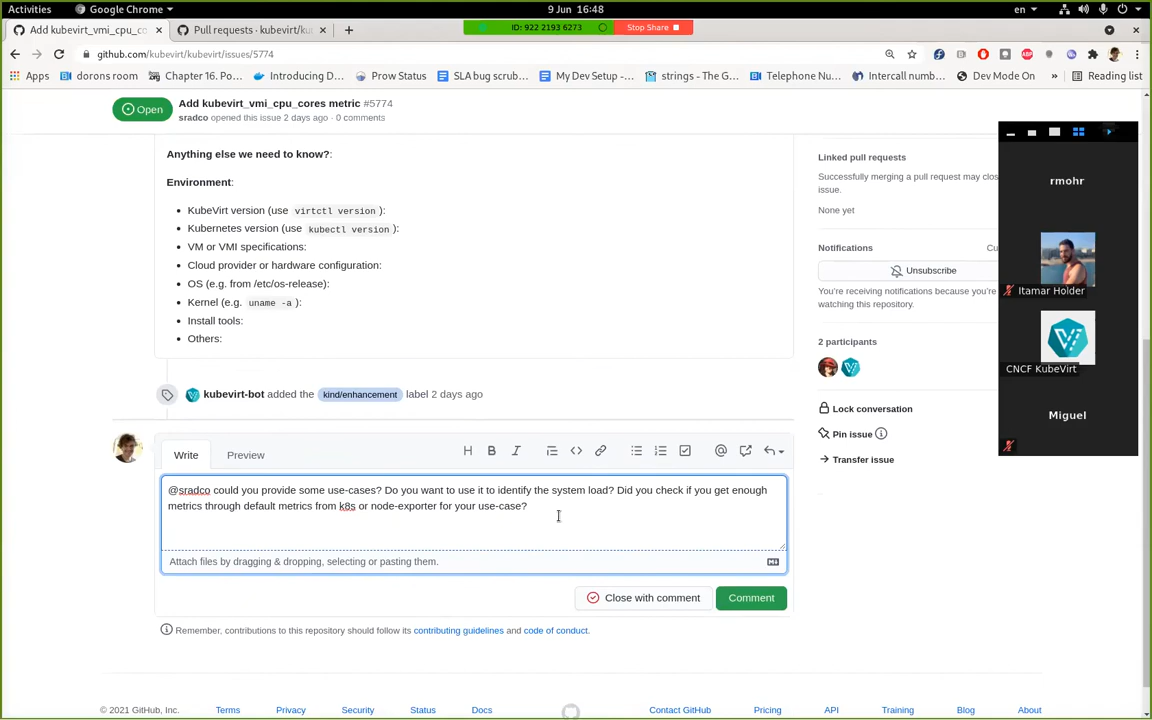 Activities
Google Chrome
9 Jun 16:48
en
ID: 922 2193 6273
Stop Share
Add kubevirt_vmi_cpu_co
Pull requests · kubevirt/ku
github.com/kubevirt/kubevirt/issues/5774
Apps
dorons room
Chapter 16. Po...
Introducing D...
Prow Status
SLA bug scrub...
My Dev Setup -...
strings - The G...
Telephone Nu...
Intercall numb...
Dev Mode On
»
Reading list
Open
Add kubevirt_vmi_cpu_cores metric #5774
sradco opened this issue 2 days ago · 0 comments
Anything else we need to know?:
Environment:
• KubeVirt version (use virtctl version ):
• Kubernetes version (use kubectl version ):
• VM or VMI specifications:
• Cloud provider or hardware configuration:
• OS (e.g. from /etc/os-release):
• Kernel (e.g. uname -a ):
• Install tools:
• Others:
kubevirt-bot added the kind/enhancement label 2 days ago
Write
Preview
@sradco could you provide some use-cases? Do you want to use it to identify the system load? Did you check if you get enough
metrics through default metrics from k8s or node-exporter for your use-case?
Attach files by dragging & dropping, selecting or pasting them.
Close with comment
Comment
Remember, contributions to this repository should follow its contributing guidelines and code of conduct.
Linked pull requests
Successfully merging a pull request may clos
issue.
None yet
Notifications
Cu
Unsubscribe
You're receiving notifications because you're
watching this repository.
2 participants
Lock conversation
Pin issue
Transfer issue
rmohr
Itamar Holder
CNCF KubeVirt
Miguel
© 2021 GitHub, Inc.
Terms
Privacy
Security
Status
Docs
Contact GitHub
Pricing
API
Training
Blog
About